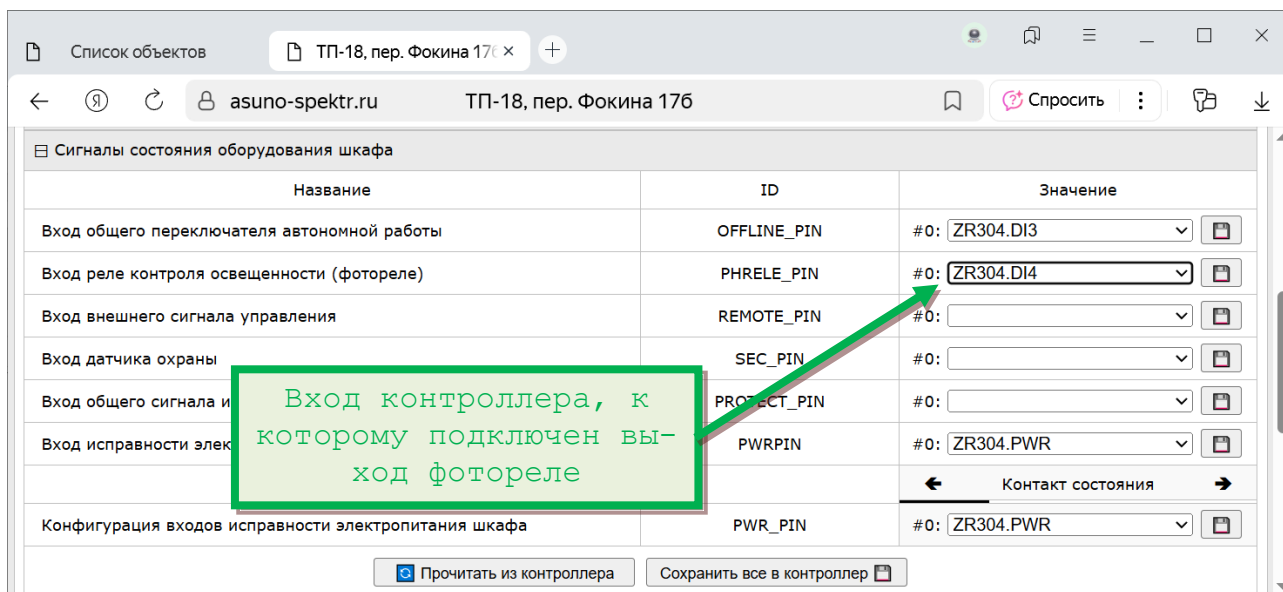 Список объектов
ТП-18, пер. Фокина 17
asuno-spektr.ru ТП-18, пер. Фокина 17б
Спросить
Сигналы состояния оборудования шкафа
Название ID Значение
Вход общего переключателя автономной работы OFFLINE_PIN #0: ZR304.DI3
Вход реле контроля освещенности (фотореле) PHRELE_PIN #0: ZR304.DI4
Вход внешнего сигнала управления REMOTE_PIN #0:
Вход датчика охраны SEC_PIN #0:
Вход общего сигнала PROTECT_PIN #0:
Вход исправности PWRPIN #0: ZR304.PWR
Вход контроллера, к
которому подключен вы-
ход фотореле
Контакт состояния
Конфигурация входов исправности электропитания шкафа PWR_PIN #0: ZR304.PWR
Прочитать из контроллера Сохранить все в контроллер